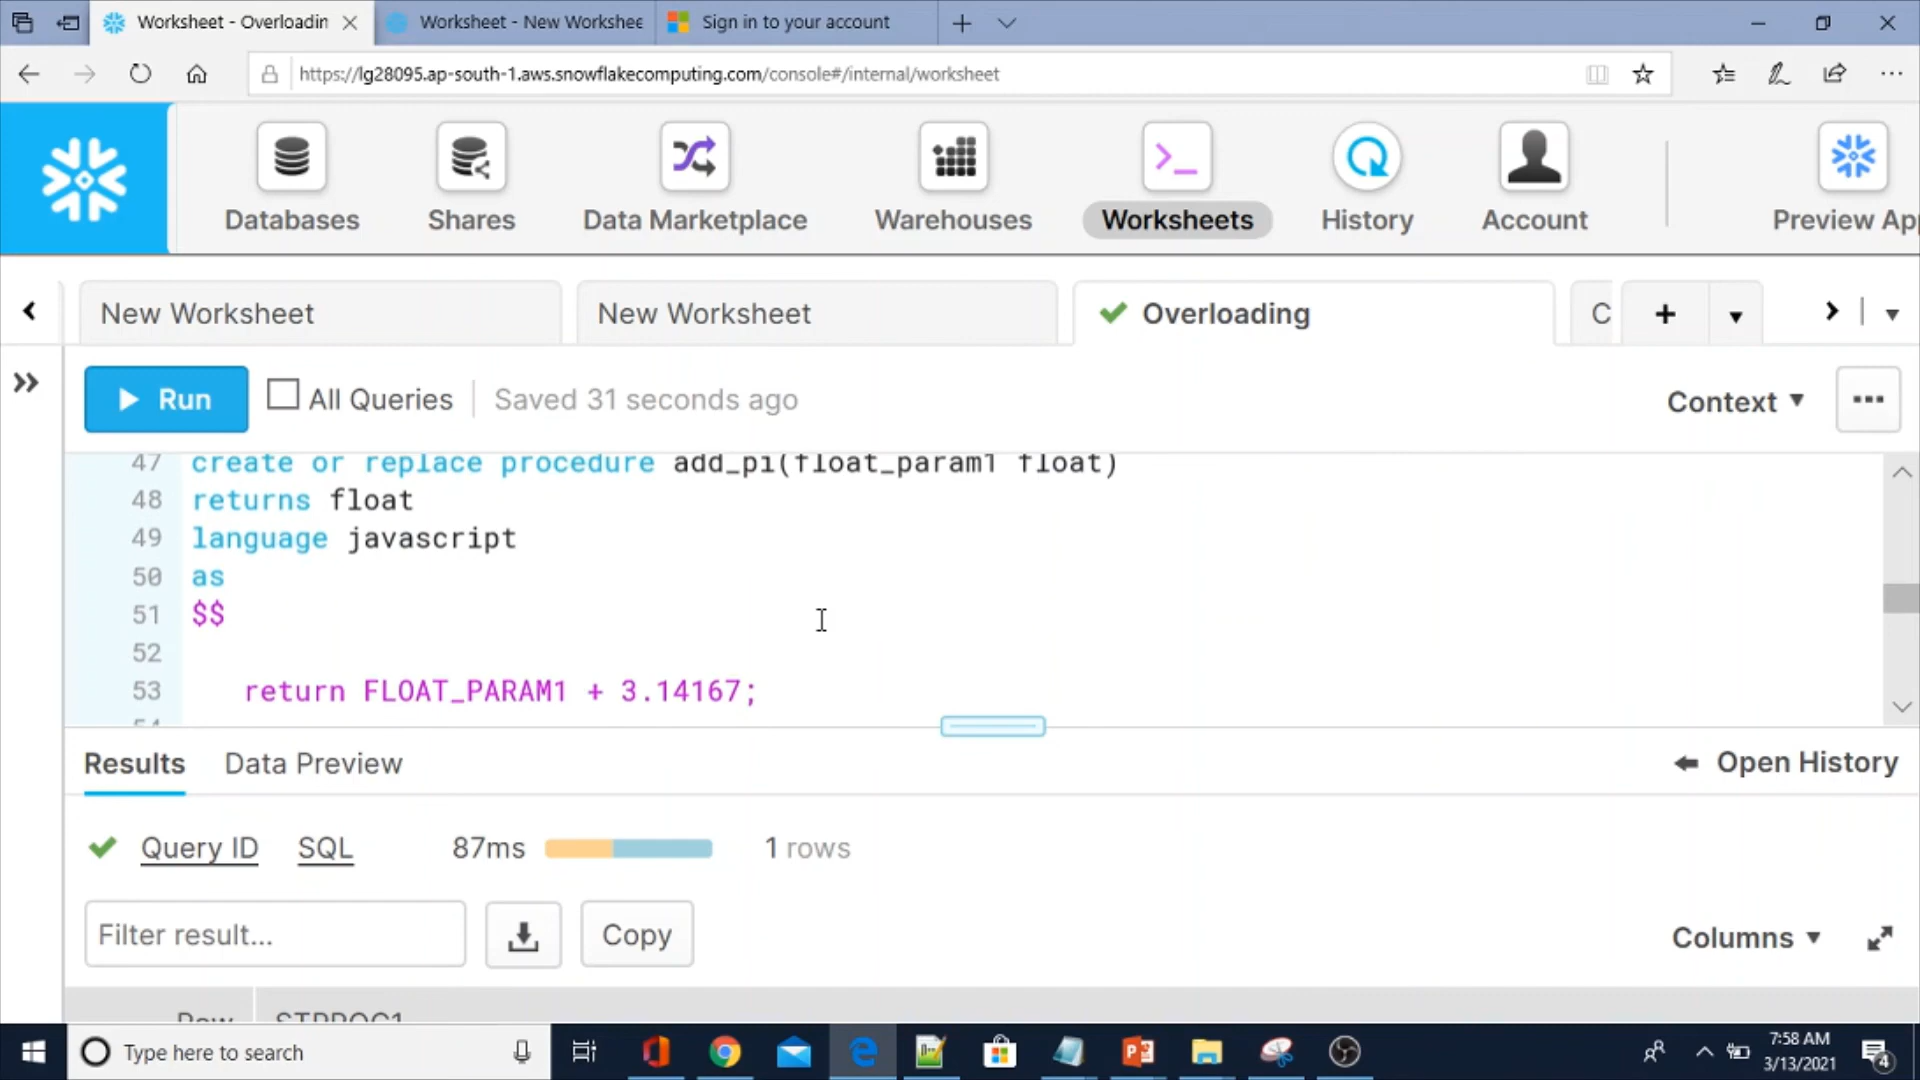 Worksheet - Overloadin
Worksheet - New Workshee
Sign in to your account
https://lg28095.ap-south-1.aws.snowflakecomputing.com/console#/internal/worksheet
Databases
Shares
Data Marketplace
Warehouses
Worksheets
History
Account
Preview Ap
New Worksheet
New Worksheet
Overloading
C
Run
All Queries
Saved 31 seconds ago
Context
47 create or replace procedure add_pi(float_param1 float)
48 returns float
49 language javascript
50 as
51 $$
52
53 return FLOAT_PARAM1 + 3.14167;
54
Results
Data Preview
Open History
Query ID
SQL
87ms
1 rows
Filter result...
Copy
Columns
Row
STPROC1
Type here to search
7:58 AM
3/13/2021
4